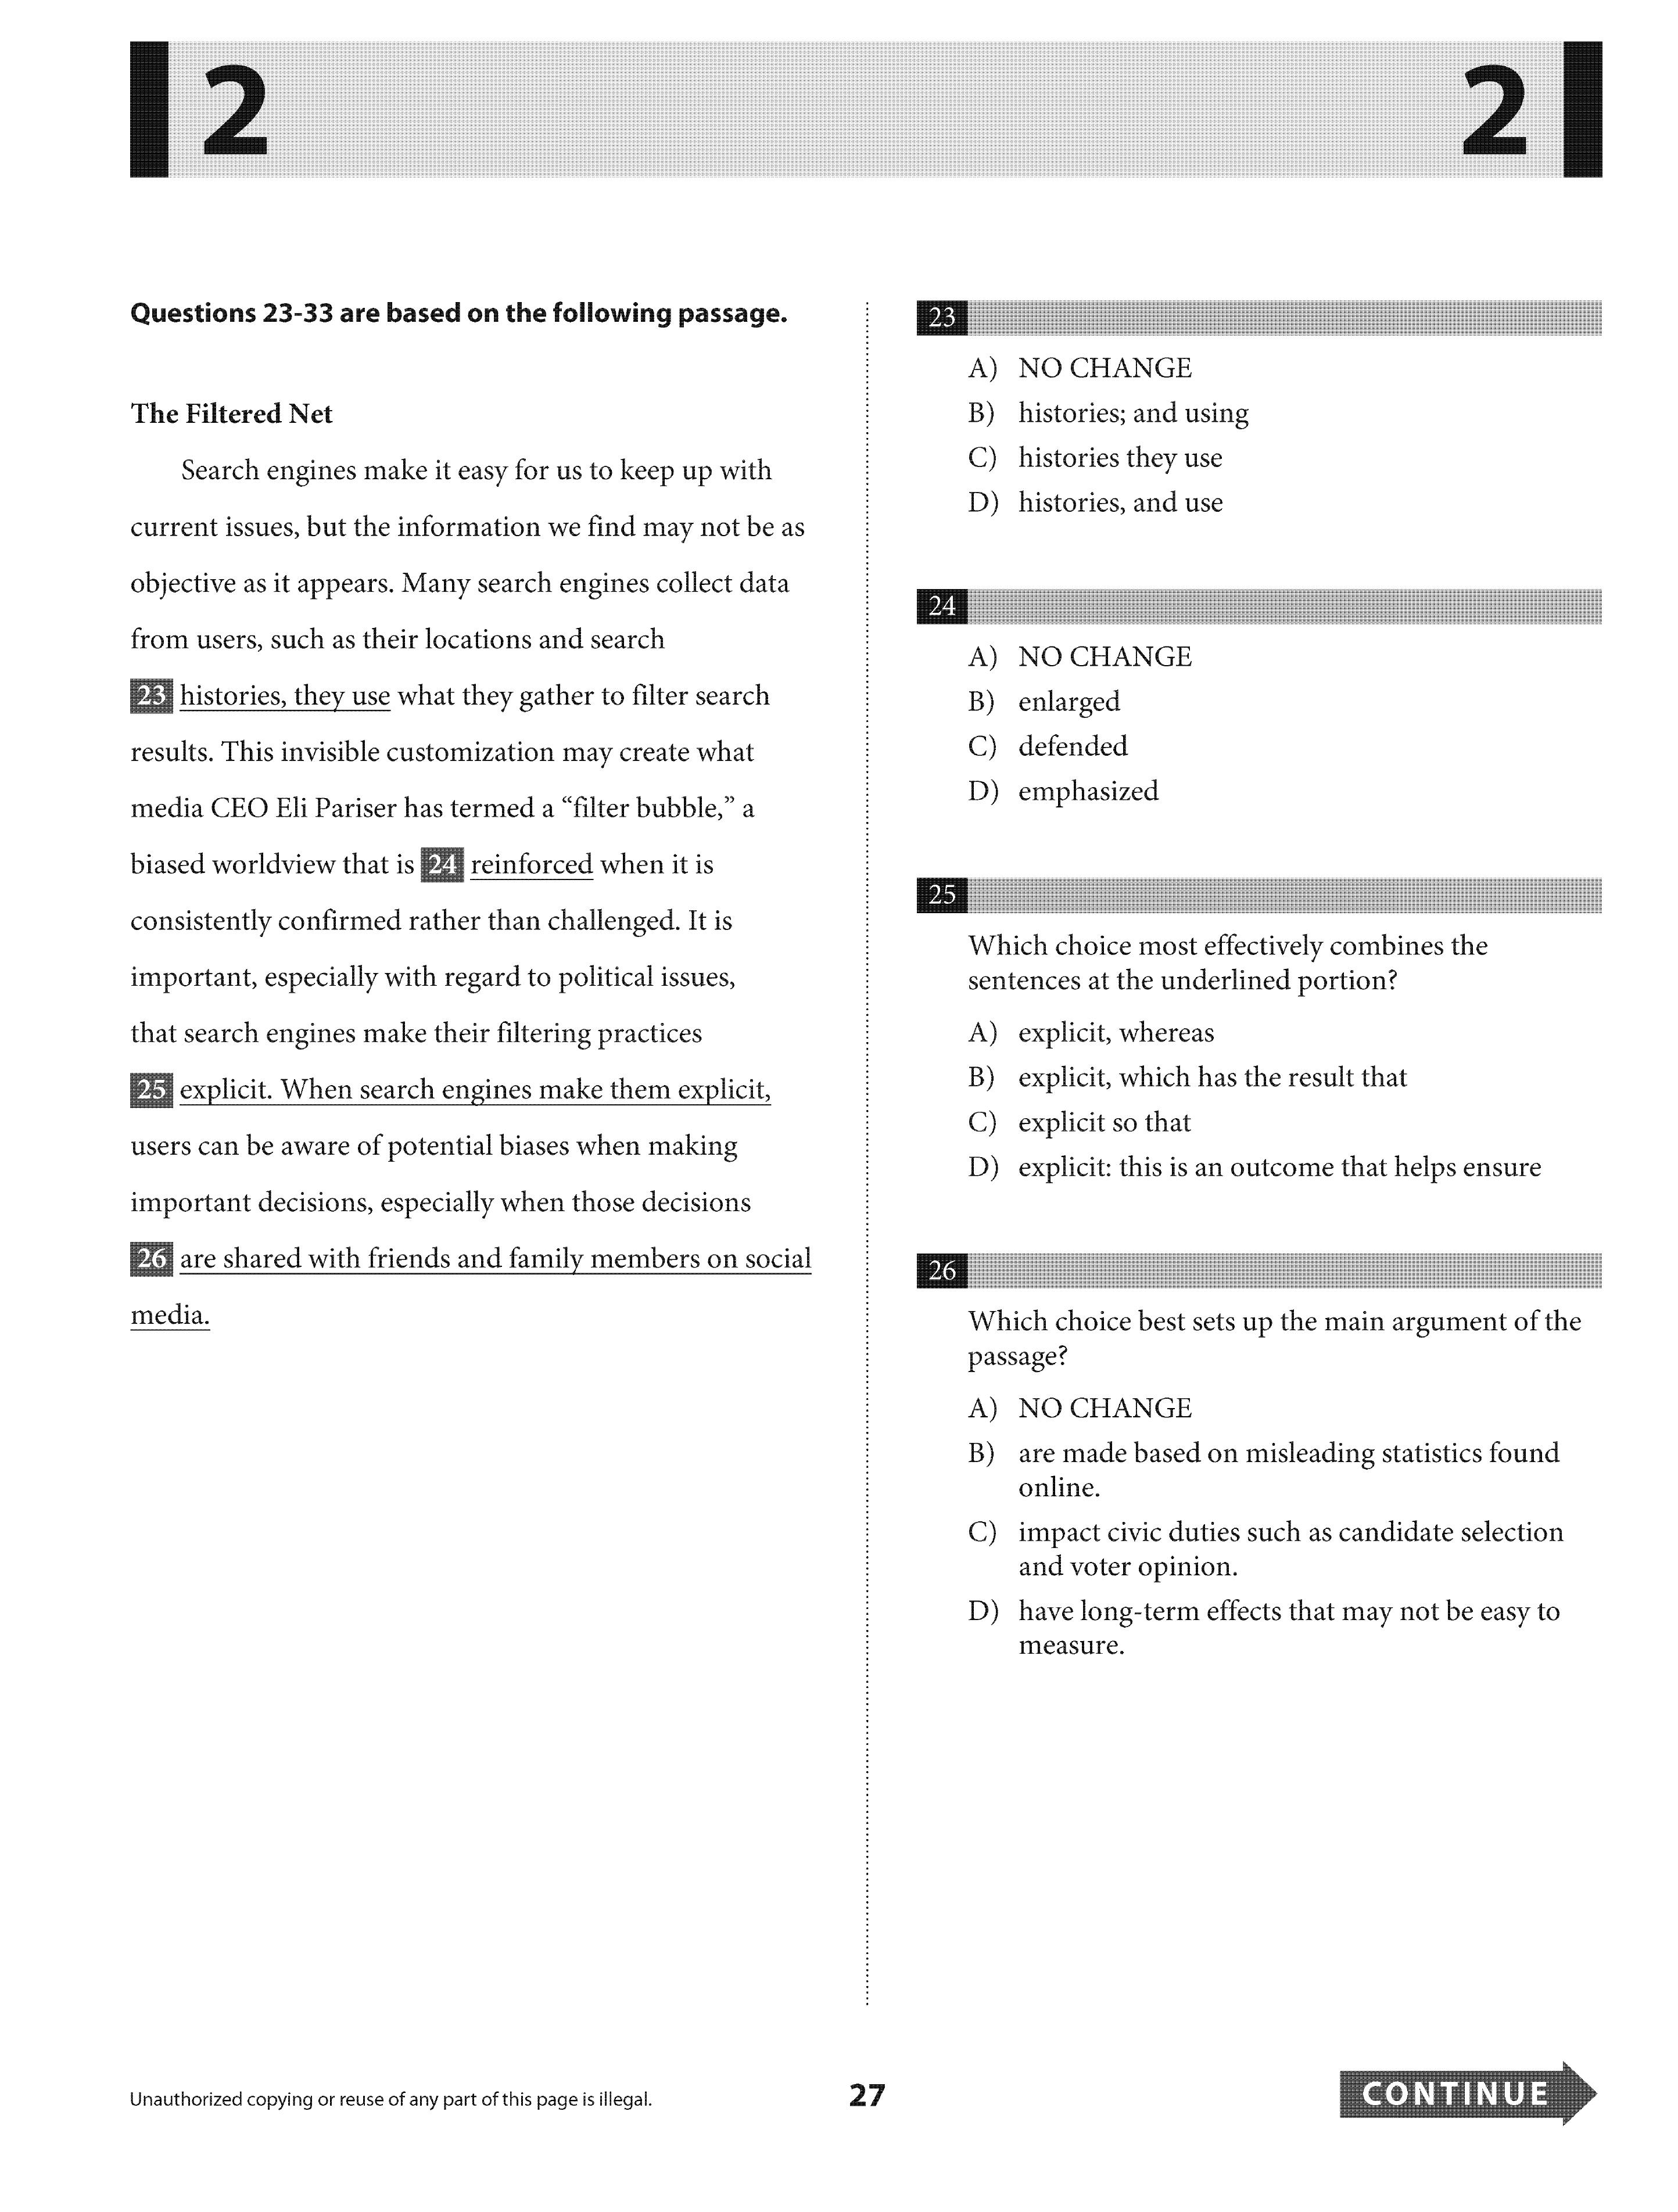 2
2
Questions 23-33 are based on the following passage.
The Filtered Net
Search engines make it easy for us to keep up with
current issues, but the information we find may not be as
objective as it appears. Many search engines collect data
from users, such as their locations and search
23 histories, they use what they gather to filter search
results. This invisible customization may create what
media CEO Eli Pariser has termed a “filter bubble,” a
biased worldview that is 24 reinforced when it is
consistently confirmed rather than challenged. It is
important, especially with regard to political issues,
that search engines make their filtering practices
25 explicit. When search engines make them explicit,
users can be aware of potential biases when making
important decisions, especially when those decisions
26 are shared with friends and family members on social
media.
23
A) NO CHANGE
B) histories; and using
C) histories they use
D) histories, and use
24
A) NO CHANGE
B) enlarged
C) defended
D) emphasized
25
Which choice most effectively combines the
sentences at the underlined portion?
A) explicit, whereas
B) explicit, which has the result that
C) explicit so that
D) explicit: this is an outcome that helps ensure
26
Which choice best sets up the main argument of the
passage?
A) NO CHANGE
B) are made based on misleading statistics found
online.
C) impact civic duties such as candidate selection
and voter opinion.
D) have long-term effects that may not be easy to
measure.
Unauthorized copying or reuse of any part of this page is illegal.
27
CONTINUE